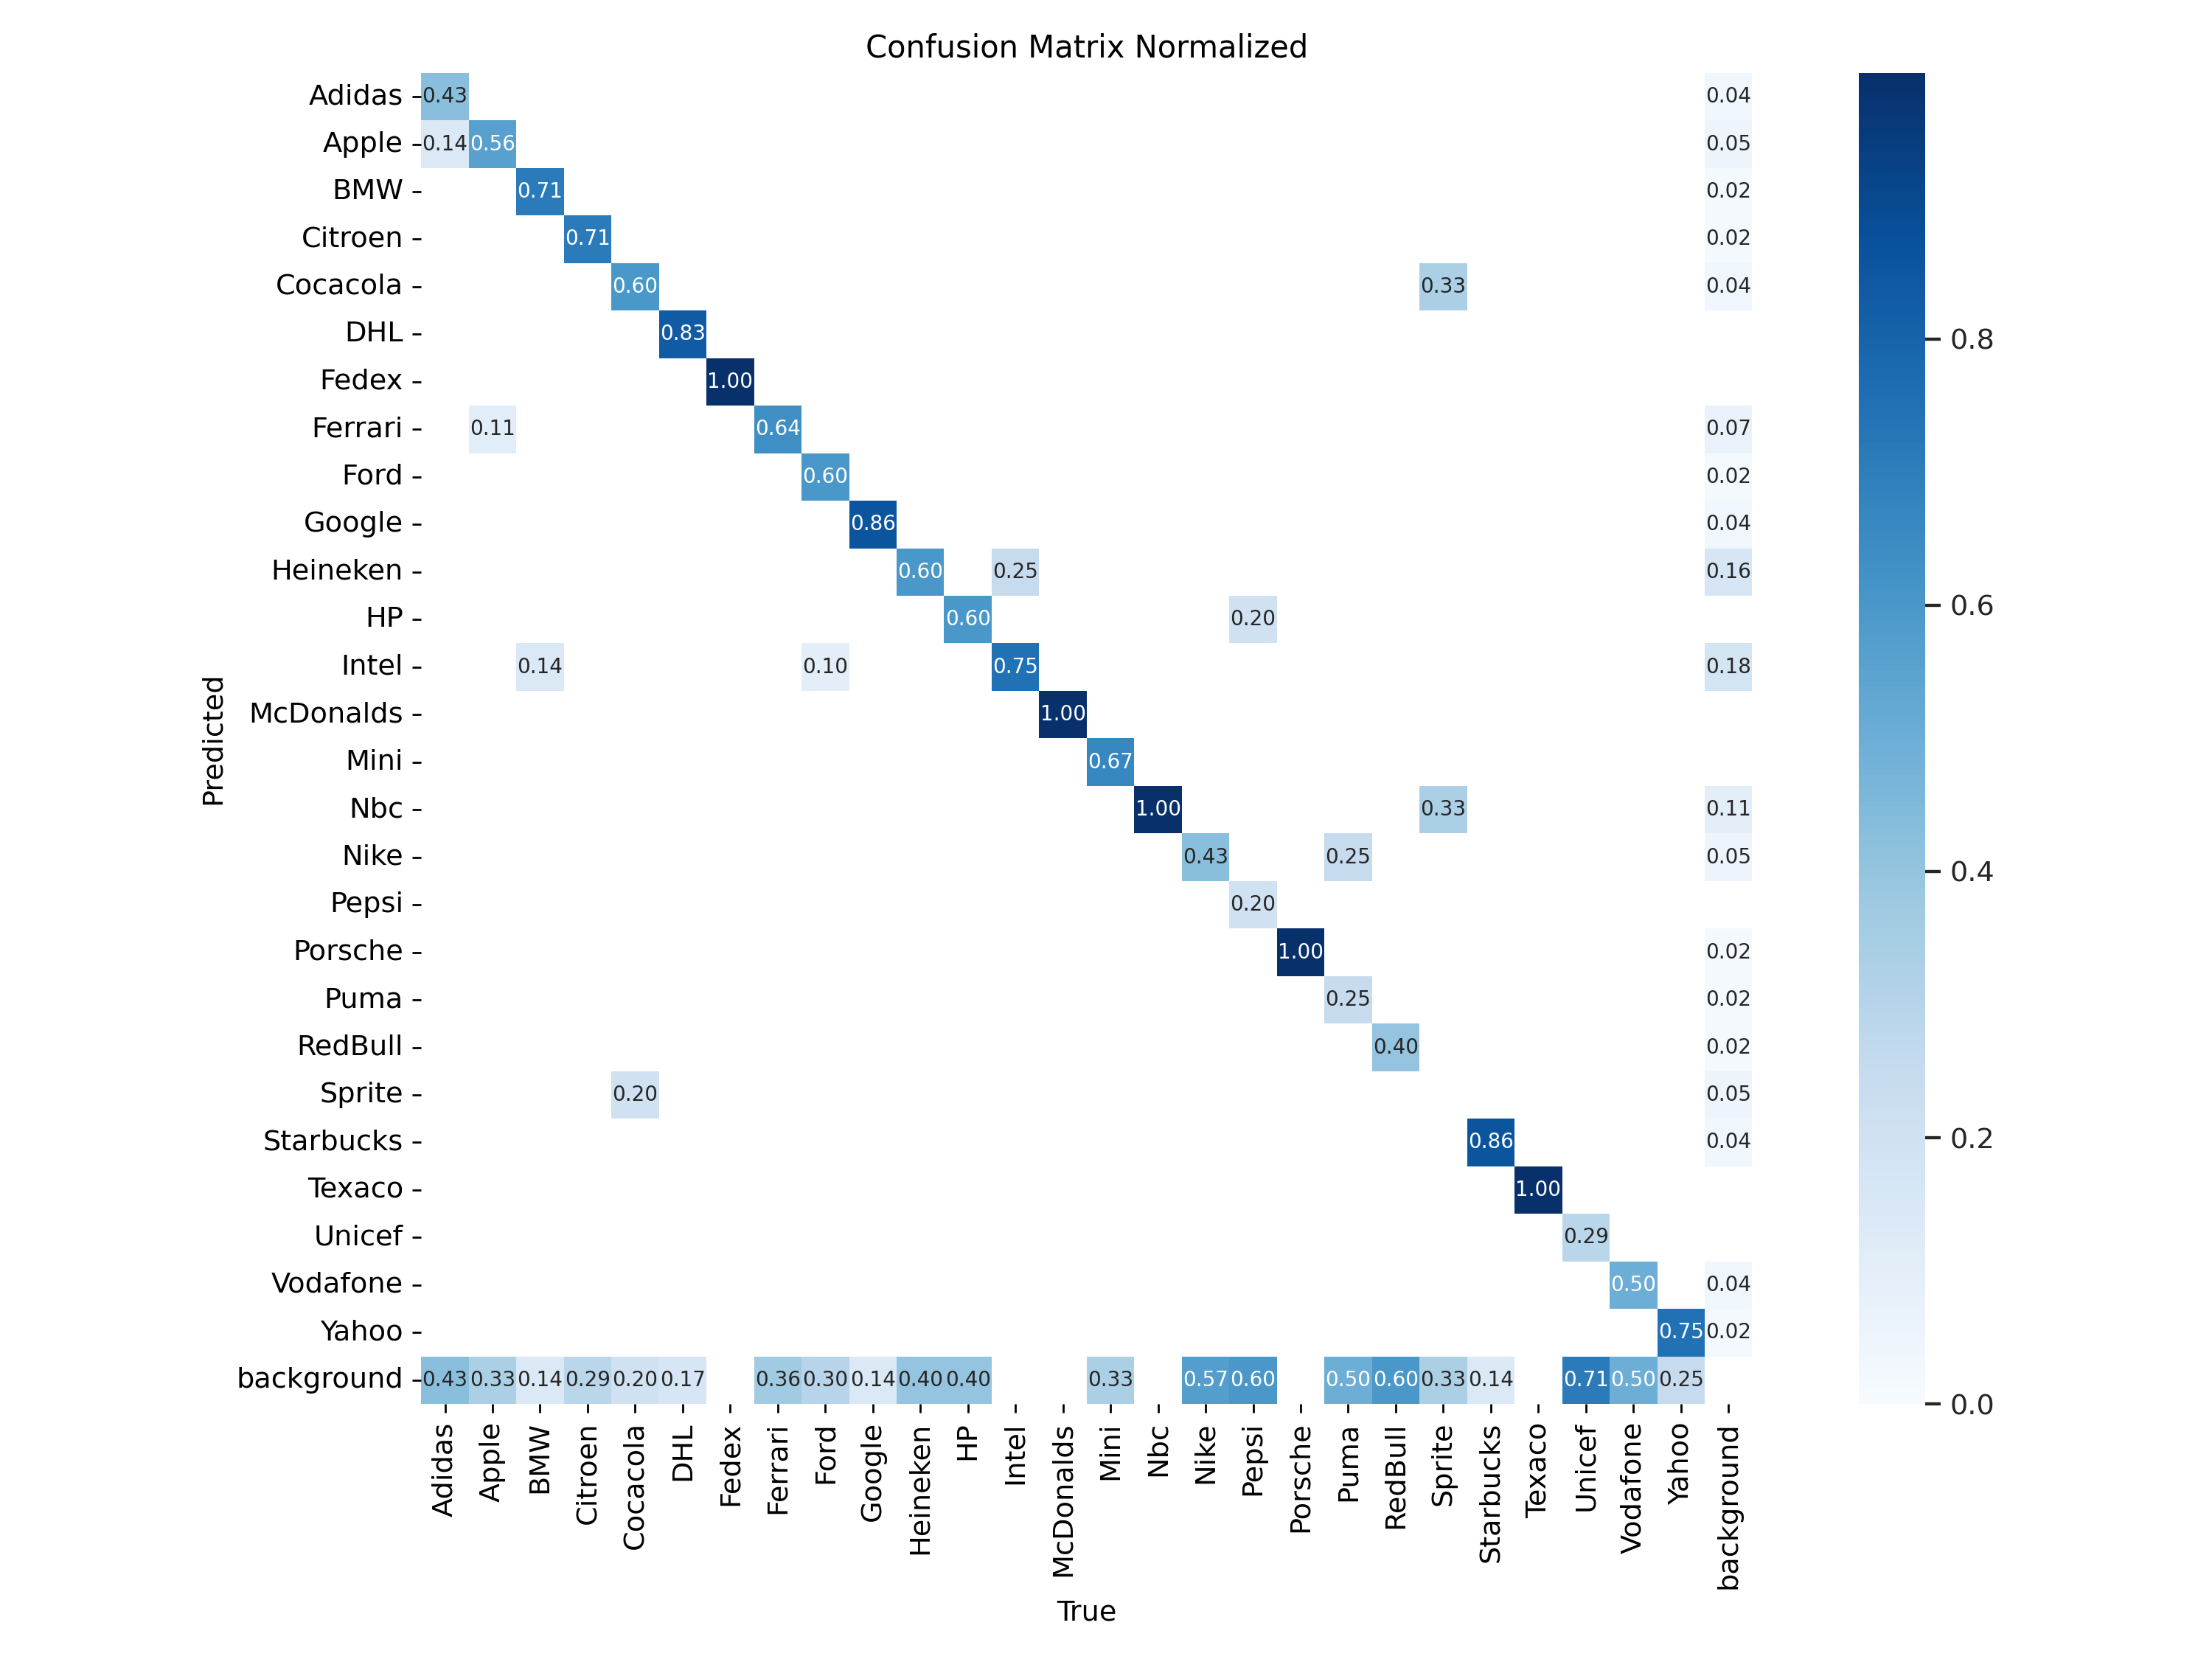 Confusion Matrix Normalized
Adidas 0.43 0.04
Apple 0.14 0.56 0.05
BMW 0.71 0.02
Citroen 0.71 0.02
Cocacola 0.60 0.33 0.04
DHL 0.83
Fedex 1.00
Ferrari 0.11 0.64 0.07
Ford 0.60 0.02
Google 0.86 0.04
Heineken 0.60 0.25 0.16
HP 0.60 0.20
Intel 0.14 0.10 0.75 0.18
McDonalds 1.00
Mini 0.67
Nbc 1.00 0.33 0.11
Nike 0.43 0.25 0.05
Pepsi 0.20
Porsche 1.00 0.02
Puma 0.25 0.02
RedBull 0.40 0.02
Sprite 0.20 0.05
Starbucks 0.86 0.04
Texaco 1.00
Unicef 0.29
Vodafone 0.50 0.04
Yahoo 0.75 0.02
background 0.43 0.33 0.14 0.29 0.20 0.17 0.36 0.30 0.14 0.40 0.40 0.33 0.57 0.60 0.50 0.60 0.33 0.14 0.71 0.50 0.25
Predicted
Adidas Apple BMW Citroen Cocacola DHL Fedex Ferrari Ford Google Heineken HP Intel McDonalds Mini Nbc Nike Pepsi Porsche Puma RedBull Sprite Starbucks Texaco Unicef Vodafone Yahoo background
True
0.8
0.6
0.4
0.2
0.0